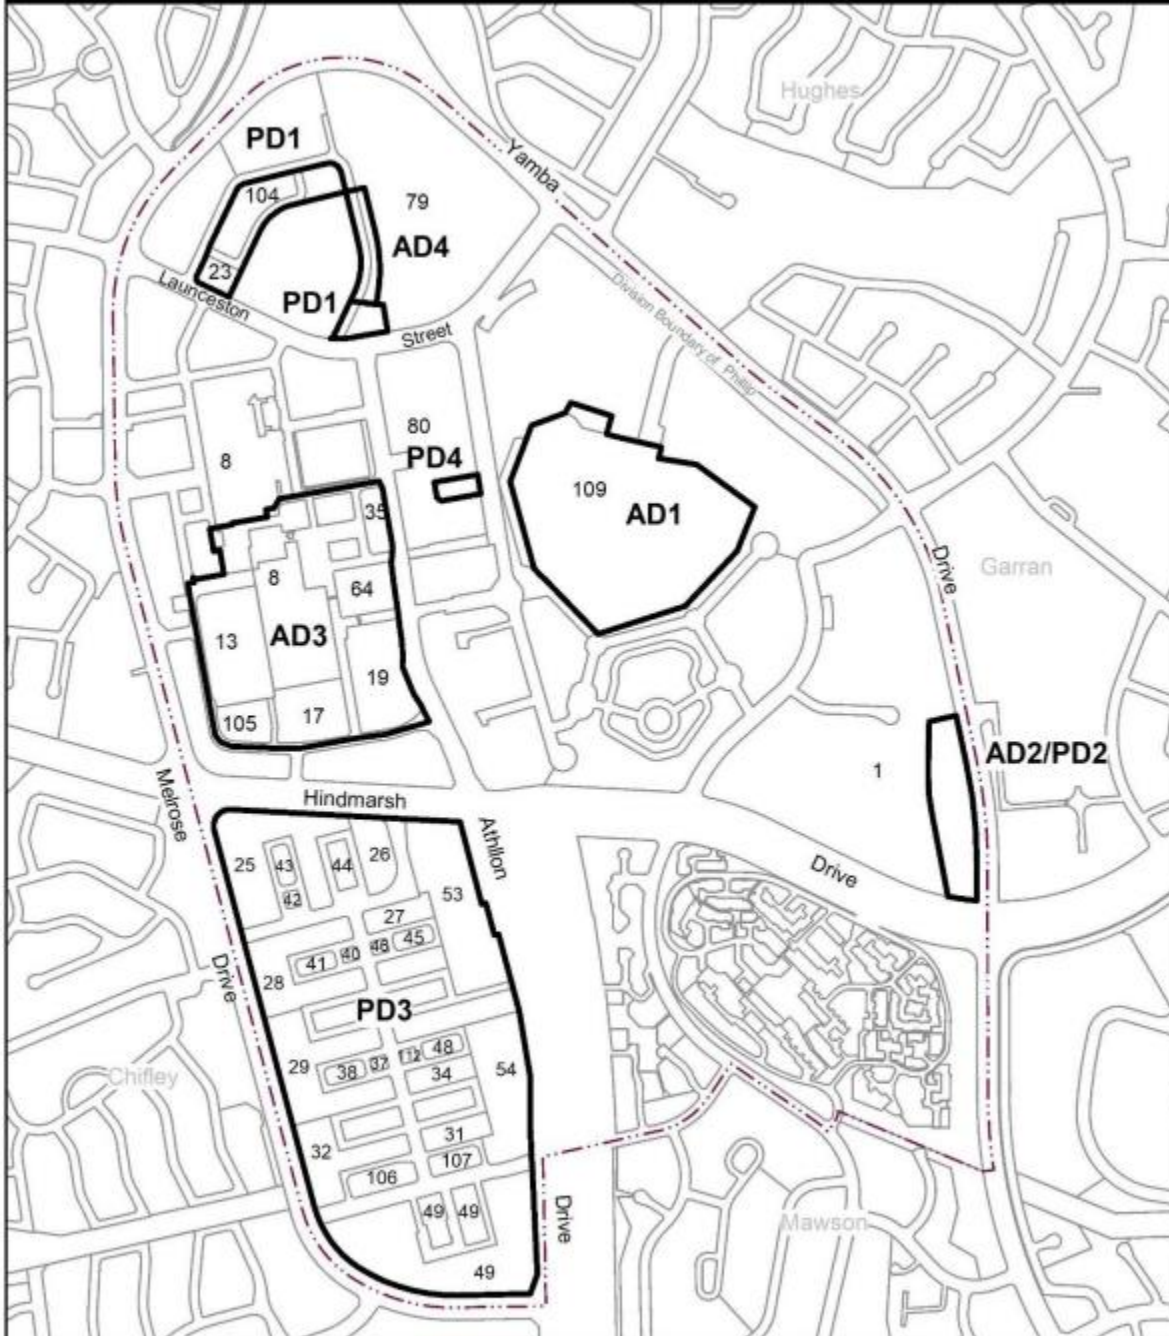 Hughes
PD1
Yamba
104
79
AD4
23
PD1
Launceston
Street
Division Boundary of Phillip
80
8
PD4
109
AD1
35
Drive
Garran
8
64
13
AD3
19
105
17
1
AD2/PD2
Melrose
Hindmarsh
Athllon
Drive
25
43
44
26
42
53
27
46
45
41
40
28
PD3
Drive
29
38
37
112
48
34
54
Chifley
31
32
107
106
49
49
Drive
Mawson
49